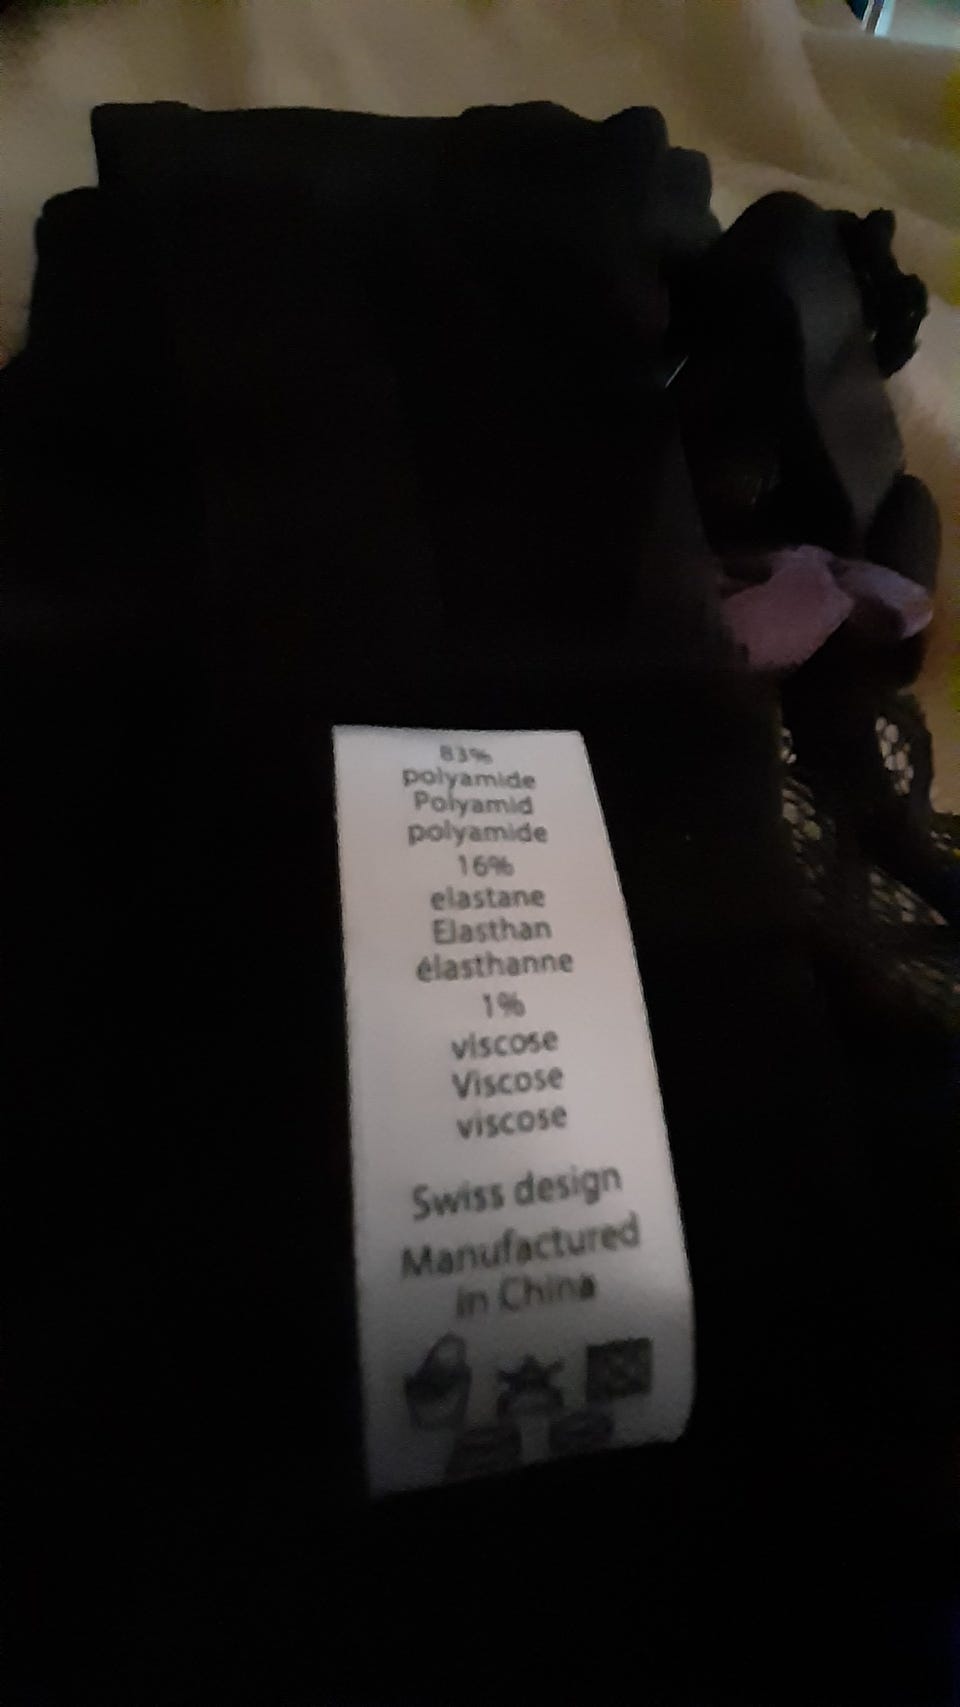 83%
polyamide
Polyamid
polyamide
16%
elastane
Elasthan
élasthanne
1%
viscose
Viscose
viscose
Swiss design
Manufactured
in China